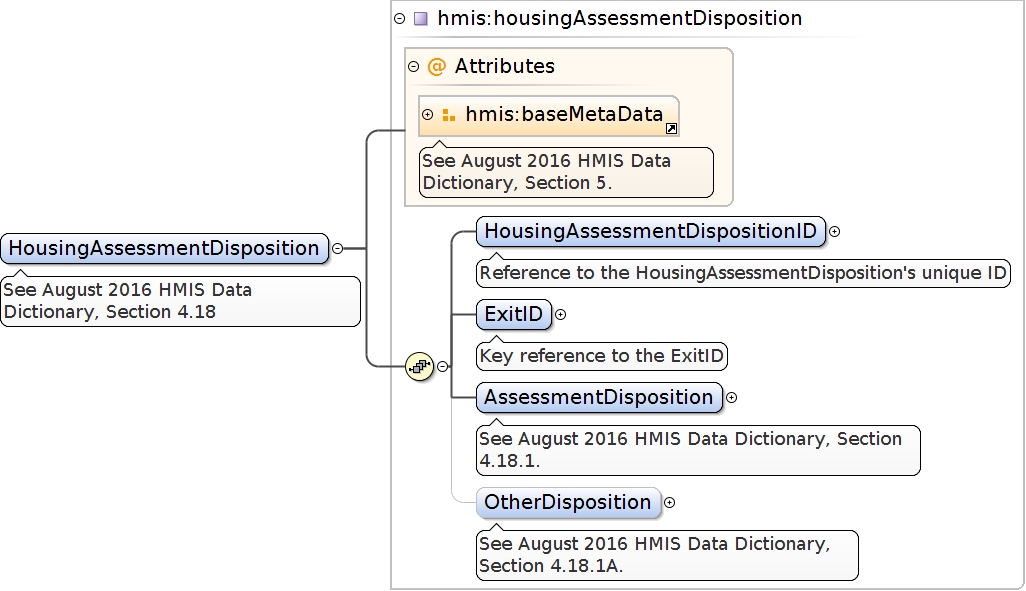 hmis:housingAssessmentDisposition
@ Attributes
hmis:baseMetaData
See August 2016 HMIS Data
Dictionary, Section 5.
HousingAssessmentDisposition
See August 2016 HMIS Data
Dictionary, Section 4.18
HousingAssessmentDispositionID
Reference to the HousingAssessmentDisposition's unique ID
ExitID
Key reference to the ExitID
AssessmentDisposition
See August 2016 HMIS Data Dictionary, Section
4.18.1.
OtherDisposition
See August 2016 HMIS Data Dictionary,
Section 4.18.1A.